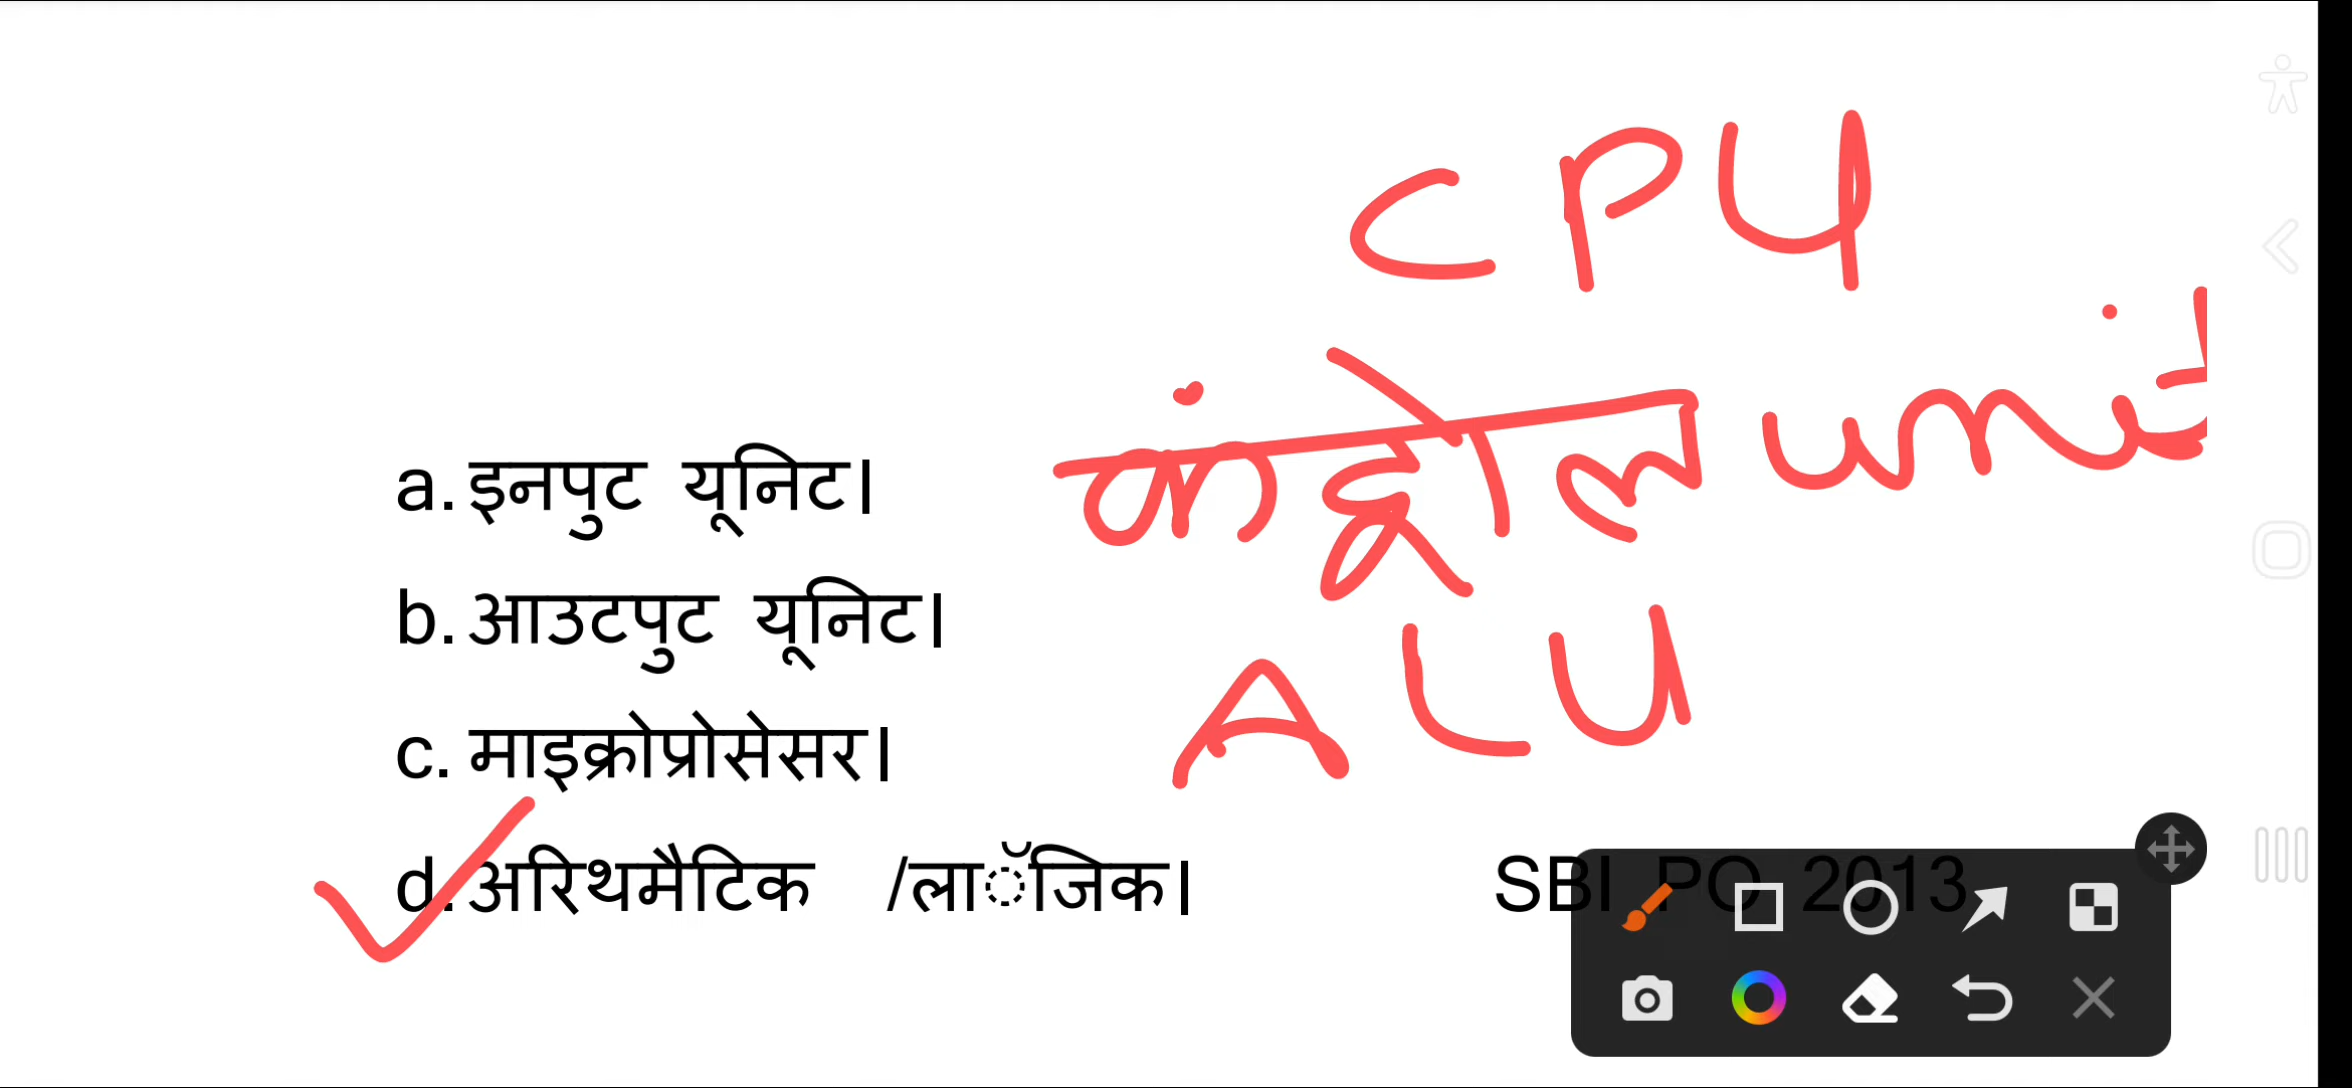 CPU
कंट्रोल unit
a. इनपुट यूनिट।
b. आउटपुट यूनिट।
ALU
c. माइक्रोप्रोसेसर।
d. अरिथमैटिक /लाॅजिक।
SBI PO 2013